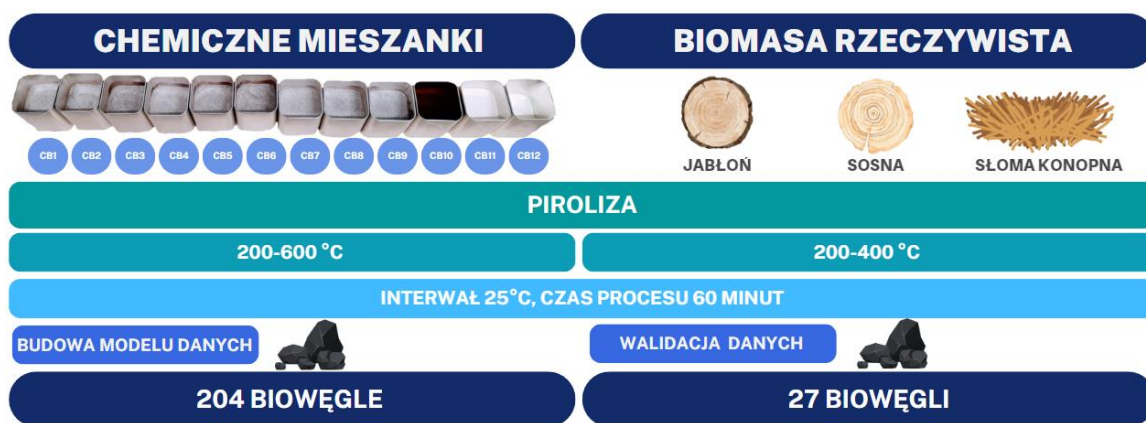 CHEMICZNE MIESZANKI
BIOMASA RZECZYWISTA
CB1 CB2 CB3 CB4 CB5 CB6 CB7 CB8 CB9 CB10 CB11 CB12
JABŁOŃ SOSNA SŁOMA KONOPNA
PIROLIZA
200-600 °C
200-400 °C
INTERWAŁ 25°C, CZAS PROCESU 60 MINUT
BUDOWA MODELU DANYCH
WALIDACJA DANYCH
204 BIOWĘGLE
27 BIOWĘGLI